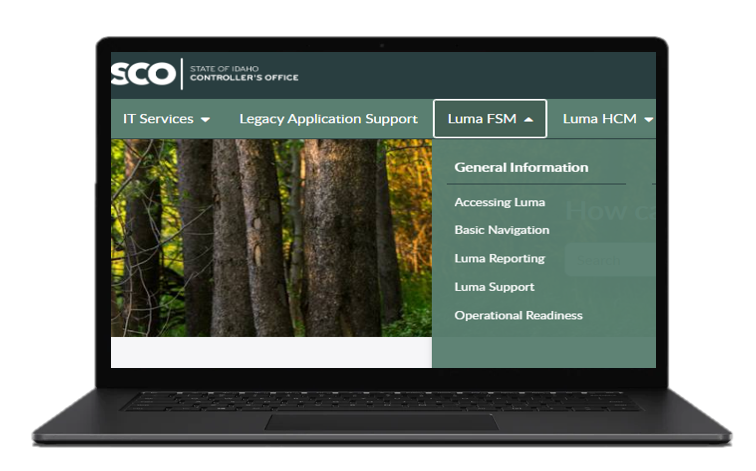 SCO
STATE OF IDAHO
CONTROLLER'S OFFICE
IT Services
Legacy Application Support
Luma FSM
Luma HCM
General Information
Accessing Luma
How ca
Basic Navigation
Luma Reporting
Search
Luma Support
Operational Readiness